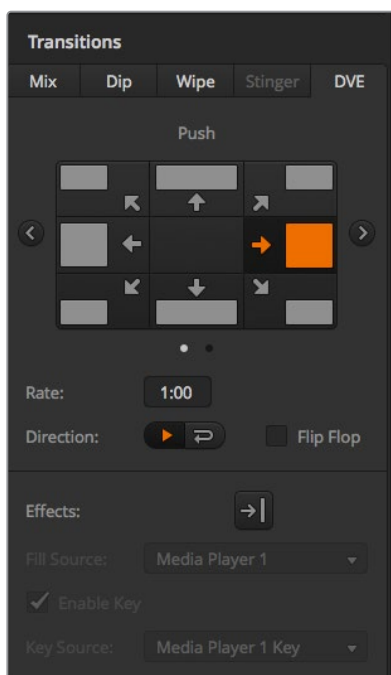 Transitions
Mix Dip Wipe Stinger DVE
Push
Rate: 1:00
Direction: Flip Flop
Effects:
Fill Source: Media Player 1
Enable Key
Key Source: Media Player 1 Key